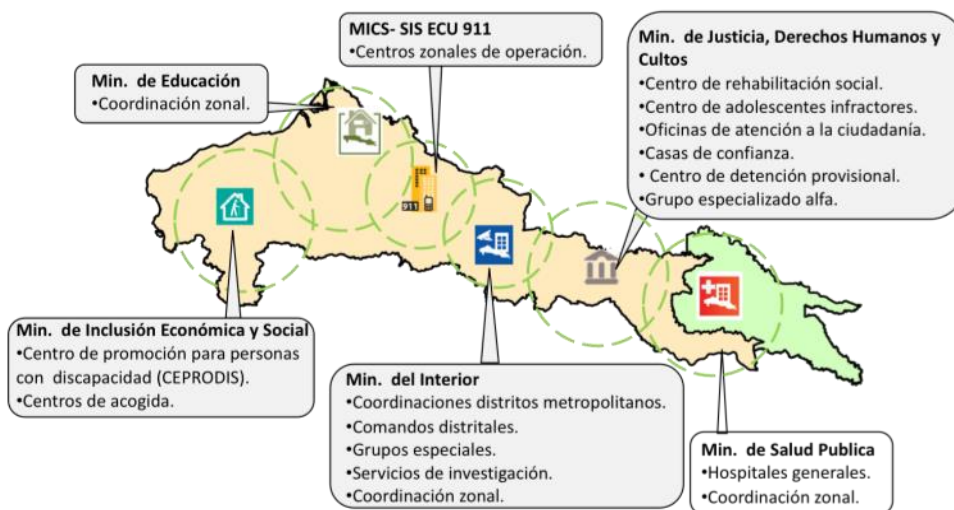 MICS- SIS ECU 911
•Centros zonales de operación.
Min. de Justicia, Derechos Humanos y
Cultos
•Centro de rehabilitación social.
•Centro de adolescentes infractores.
•Oficinas de atención a la ciudadanía.
•Casas de confianza.
• Centro de detención provisional.
•Grupo especializado alfa.
Min. de Educación
•Coordinación zonal.
911
Min. de Inclusión Económica y Social
•Centro de promoción para personas
con discapacidad (CEPRODIS).
•Centros de acogida.
Min. del Interior
•Coordinaciones distritos metropolitanos.
•Comandos distritales.
•Grupos especiales.
•Servicios de investigación.
•Coordinación zonal.
Min. de Salud Publica
•Hospitales generales.
•Coordinación zonal.